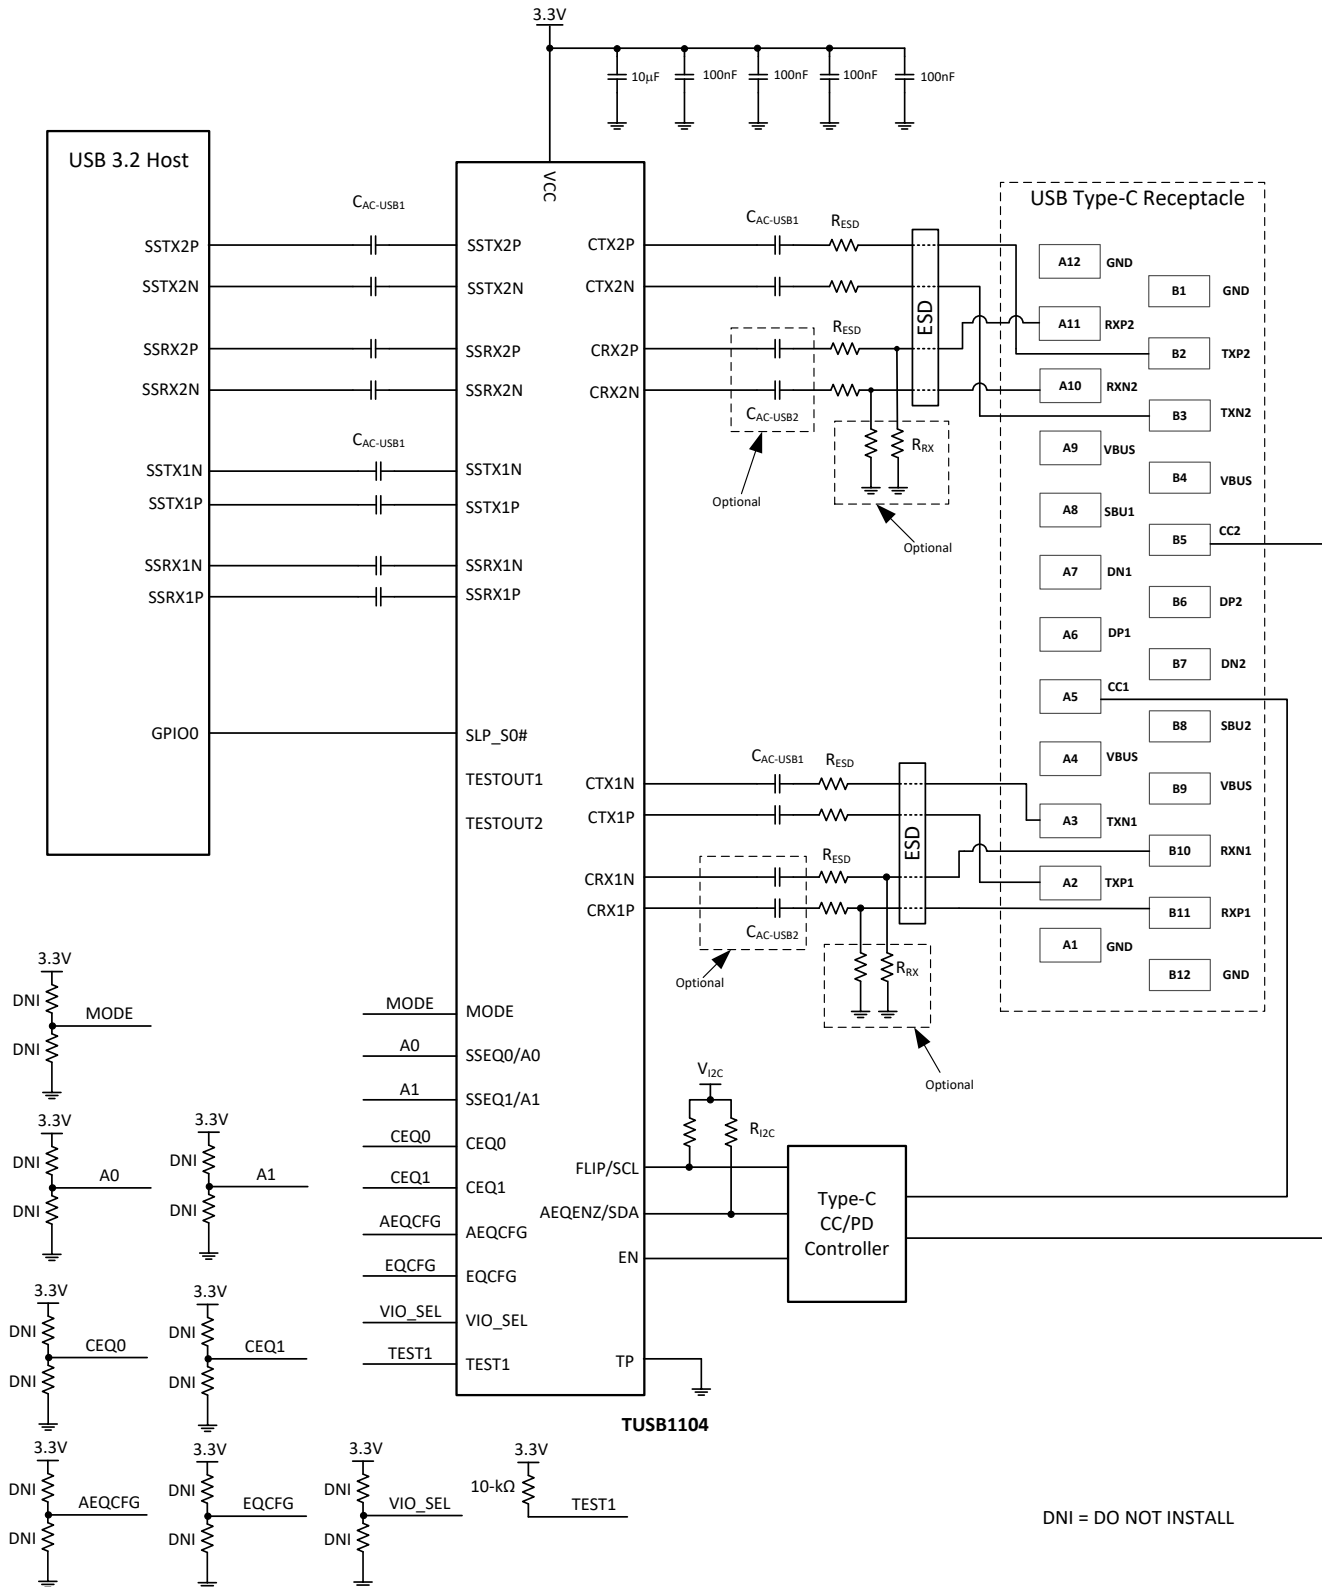 3.3V
10μF
100nF
100nF
100nF
100nF
USB 3.2 Host
SSTX2P
SSTX2N
SSRX2P
SSRX2N
SSTX1N
SSTX1P
SSRX1N
SSRX1P
GPIO0
CAC-USB1
CAC-USB1
VCC
SSTX2P
SSTX2N
SSRX2P
SSRX2N
SSTX1N
SSTX1P
SSRX1N
SSRX1P
SLP_S0#
TESTOUT1
TESTOUT2
MODE
SSEQ0/A0
SSEQ1/A1
CEQ0
CEQ1
AEQCFG
EQCFG
VIO_SEL
TEST1
MODE
A0
A1
CEQ0
CEQ1
AEQCFG
EQCFG
VIO_SEL
TEST1
CTX2P
CTX2N
CRX2P
CRX2N
CTX1N
CTX1P
CRX1N
CRX1P
FLIP/SCL
AEQENZ/SDA
EN
TP
TUSB1104
CAC-USB1
RESD
RESD
CAC-USB2
Optional
RRX
Optional
ESD
CAC-USB1
RESD
RESD
CAC-USB2
Optional
RRX
Optional
ESD
VI2C
RI2C
Type-C
CC/PD
Controller
USB Type-C Receptacle
A12 GND
B1 GND
A11 RXP2
B2 TXP2
A10 RXN2
B3 TXN2
A9 VBUS
B4 VBUS
A8 SBU1
B5 CC2
A7 DN1
B6 DP2
A6 DP1
B7 DN2
A5 CC1
B8 SBU2
A4 VBUS
B9 VBUS
A3 TXN1
B10 RXN1
A2 TXP1
B11 RXP1
A1 GND
B12 GND
3.3V
DNI
MODE
DNI
3.3V
DNI
A0
DNI
3.3V
DNI
A1
DNI
3.3V
DNI
CEQ0
DNI
3.3V
DNI
CEQ1
DNI
3.3V
DNI
AEQCFG
DNI
3.3V
DNI
EQCFG
DNI
3.3V
DNI
VIO_SEL
DNI
3.3V
10-kΩ
TEST1
DNI = DO NOT INSTALL